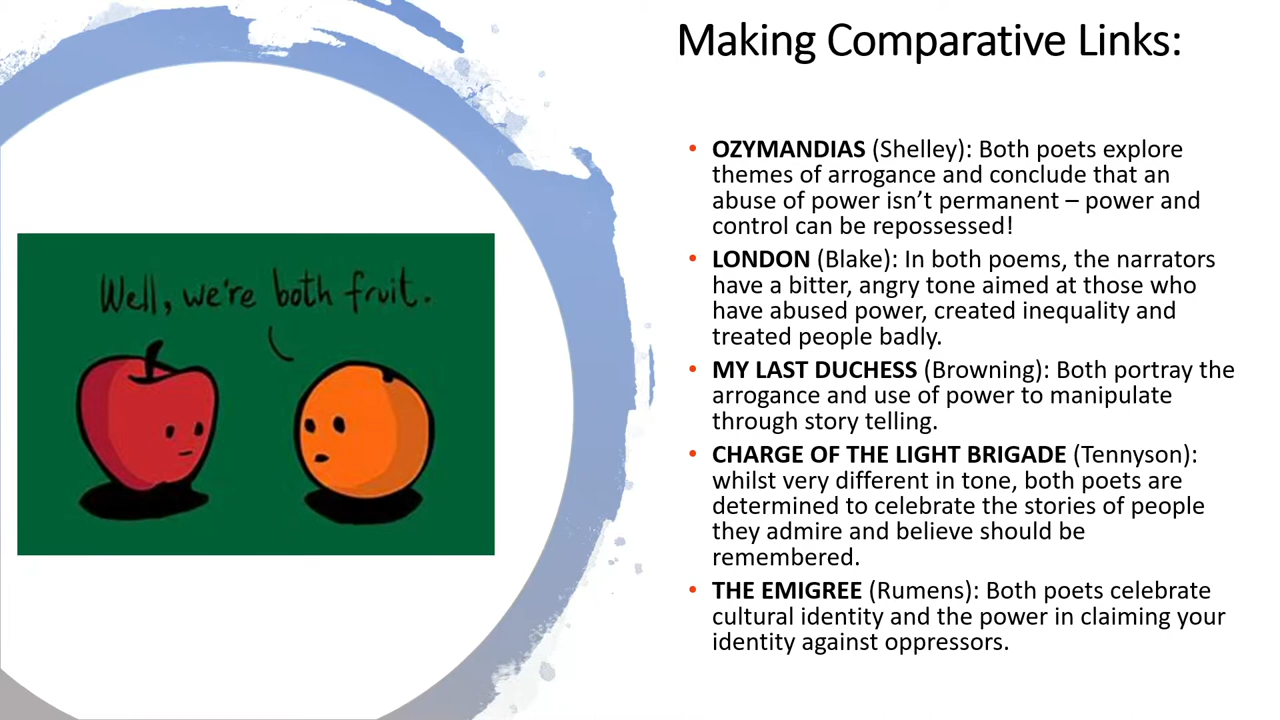 Making Comparative Links:
Well, we're both fruit.
• OZYMANDIAS (Shelley): Both poets explore
themes of arrogance and conclude that an
abuse of power isn’t permanent – power and
control can be repossessed!
• LONDON (Blake): In both poems, the narrators
have a bitter, angry tone aimed at those who
have abused power, created inequality and
treated people badly.
• MY LAST DUCHESS (Browning): Both portray the
arrogance and use of power to manipulate
through story telling.
• CHARGE OF THE LIGHT BRIGADE (Tennyson):
whilst very different in tone, both poets are
determined to celebrate the stories of people
they admire and believe should be
remembered.
• THE EMIGREE (Rumens): Both poets celebrate
cultural identity and the power in claiming your
identity against oppressors.